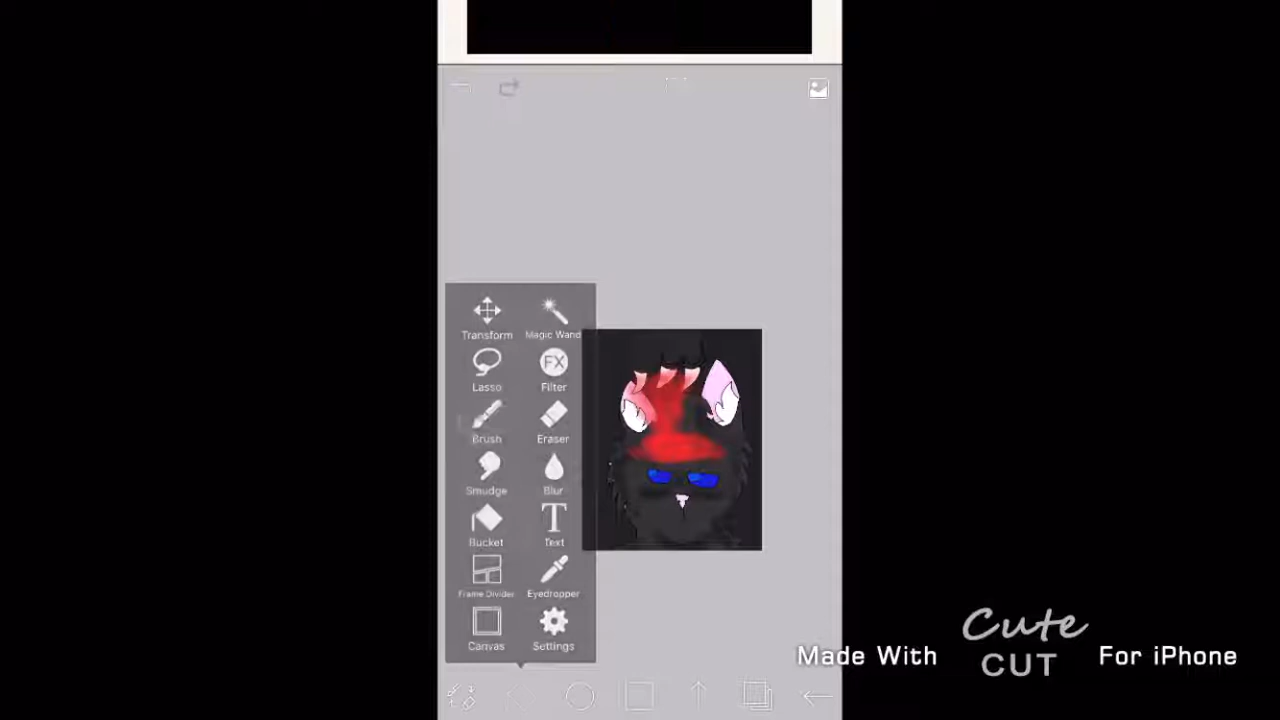 Transform Magic Wand
Lasso Filter
FX
Brush Eraser
Smudge Blur
Bucket Text
T
Frame Divider Eyedropper
Canvas Settings
Made With Cute CUT For iPhone